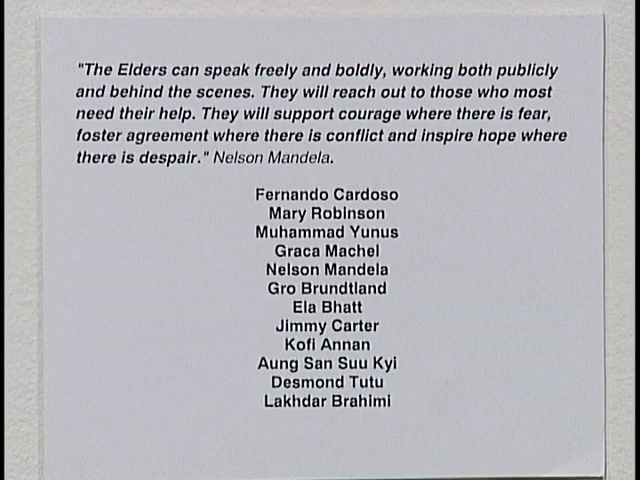 "The Elders can speak freely and boldly, working both publicly
and behind the scenes. They will reach out to those who most
need their help. They will support courage where there is fear,
foster agreement where there is conflict and inspire hope where
there is despair." Nelson Mandela.
Fernando Cardoso
Mary Robinson
Muhammad Yunus
Graca Machel
Nelson Mandela
Gro Brundtland
Ela Bhatt
Jimmy Carter
Kofi Annan
Aung San Suu Kyi
Desmond Tutu
Lakhdar Brahimi